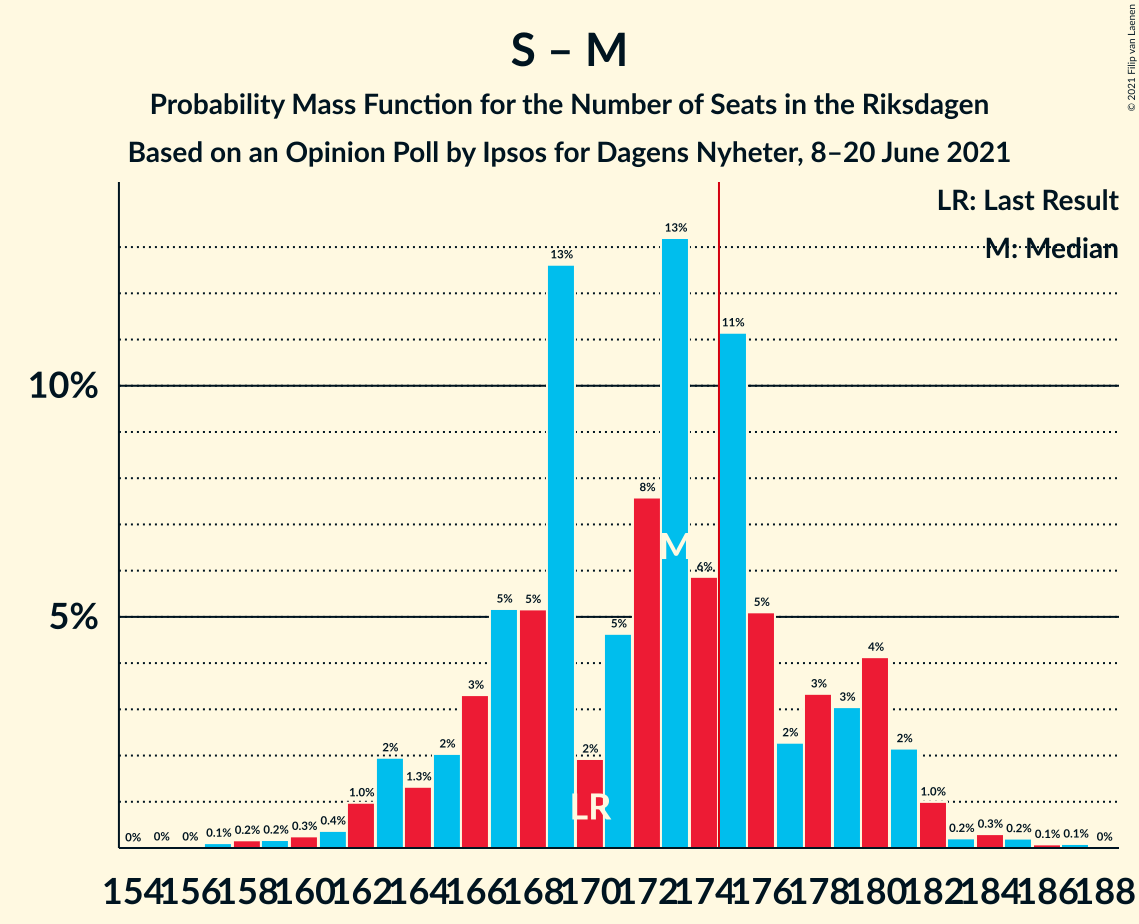 S – M
Probability Mass Function for the Number of Seats in the Riksdagen
Based on an Opinion Poll by Ipsos for Dagens Nyheter, 8–20 June 2021
© 2021 Filip van Laenen
LR: Last Result
M: Median
10%
5%
0% 0% 0% 0.1% 0.2% 0.2% 0.3% 0.4% 1.0% 2% 1.3% 2% 3% 5% 5% 13% 2% 5% 8% 13% 6% 11% 5% 2% 3% 3% 4% 2% 1.0% 0.2% 0.3% 0.2% 0.1% 0.1% 0%
M
LR
154 156 158 160 162 164 166 168 170 172 174 176 178 180 182 184 186 188